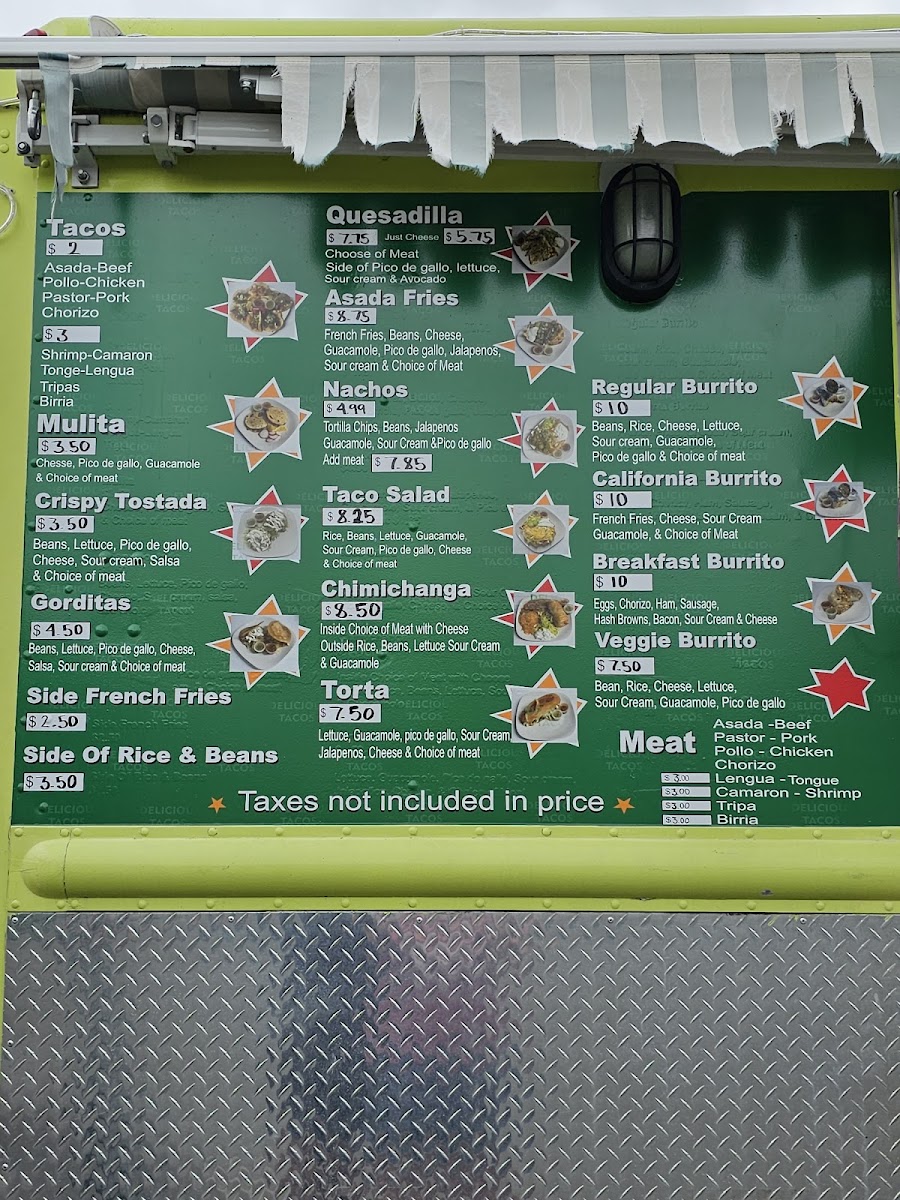 Tacos
$ 2
Asada-Beef
Pollo-Chicken
Pastor-Pork
Chorizo
$ 3
Shrimp-Camaron
Tonge-Lengua
Tripas
Birria
Mulita
$ 3.50
Chesse, Pico de gallo, Guacamole
& Choice of meat
Crispy Tostada
$ 3.50
Beans, Lettuce, Pico de gallo,
Cheese, Sour cream, Salsa
& Choice of meat
Gorditas
$ 4.50
Beans, Lettuce, Pico de gallo, Cheese,
Salsa, Sour cream & Choice of meat
Side French Fries
$ 2.50
Side Of Rice & Beans
$ 3.50
Quesadilla
$ 7.75 Just Cheese $ 5.75
Choose of Meat
Side of Pico de gallo, lettuce,
Sour cream & Avocado
Asada Fries
$ 8.75
French Fries, Beans, Cheese,
Guacamole, Pico de gallo, Jalapenos,
Sour cream & Choice of Meat
Nachos
$ 4.99
Tortilla Chips, Beans, Jalapenos
Guacamole, Sour Cream &Pico de gallo
Add meat $ 7.85
Taco Salad
$ 8.25
Rice, Beans, Lettuce, Guacamole,
Sour Cream, Pico de gallo, Cheese
& Choice of meat
Chimichanga
$ 8.50
Inside Choice of Meat with Cheese
Outside Rice, Beans, Lettuce Sour Cream
& Guacamole
Torta
$ 7.50
Lettuce, Guacamole, pico de gallo, Sour Cream
Jalapenos, Cheese & Choice of meat
Regular Burrito
$ 10
Beans, Rice, Cheese, Lettuce,
Sour cream, Guacamole,
Pico de gallo & Choice of meat
California Burrito
$ 10
French Fries, Cheese, Sour Cream
Guacamole, & Choice of Meat
Breakfast Burrito
$ 10
Eggs, Chorizo, Ham, Sausage,
Hash Browns, Bacon, Sour Cream & Cheese
Veggie Burrito
$ 7.50
Bean, Rice, Cheese, Lettuce,
Sour Cream, Guacamole, Pico de gallo
Meat
Asada -Beef
Pastor - Pork
Pollo - Chicken
Chorizo
$ 3.00 Lengua - Tongue
$3.00 Camaron - Shrimp
$3.00 Tripa
$3.00 Birria
Taxes not included in price